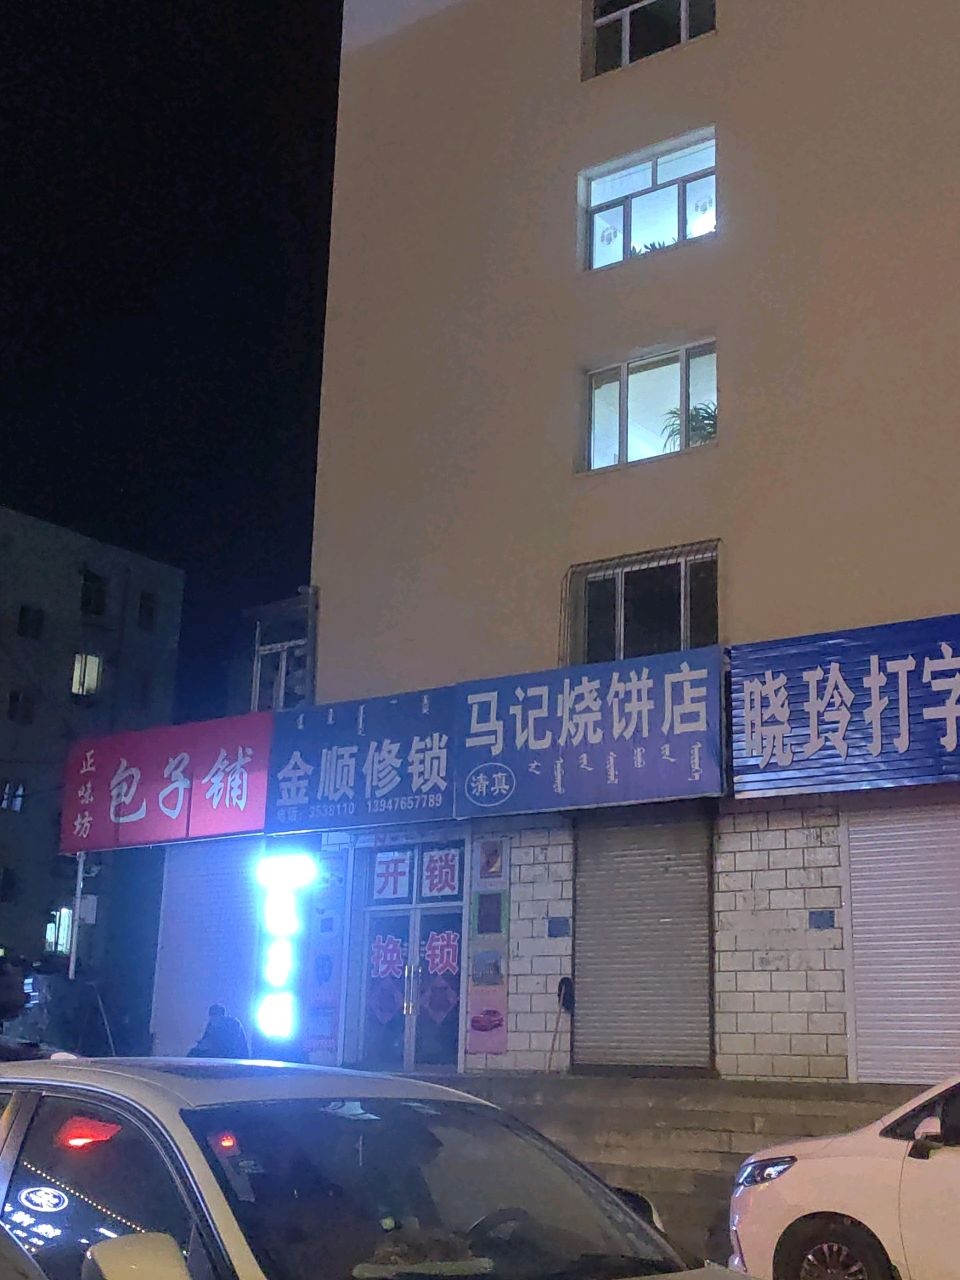 正味坊
包子铺
金顺修锁
电话：3538110 13947657789
马记烧饼店
清真
晓玲打字
开锁
换锁